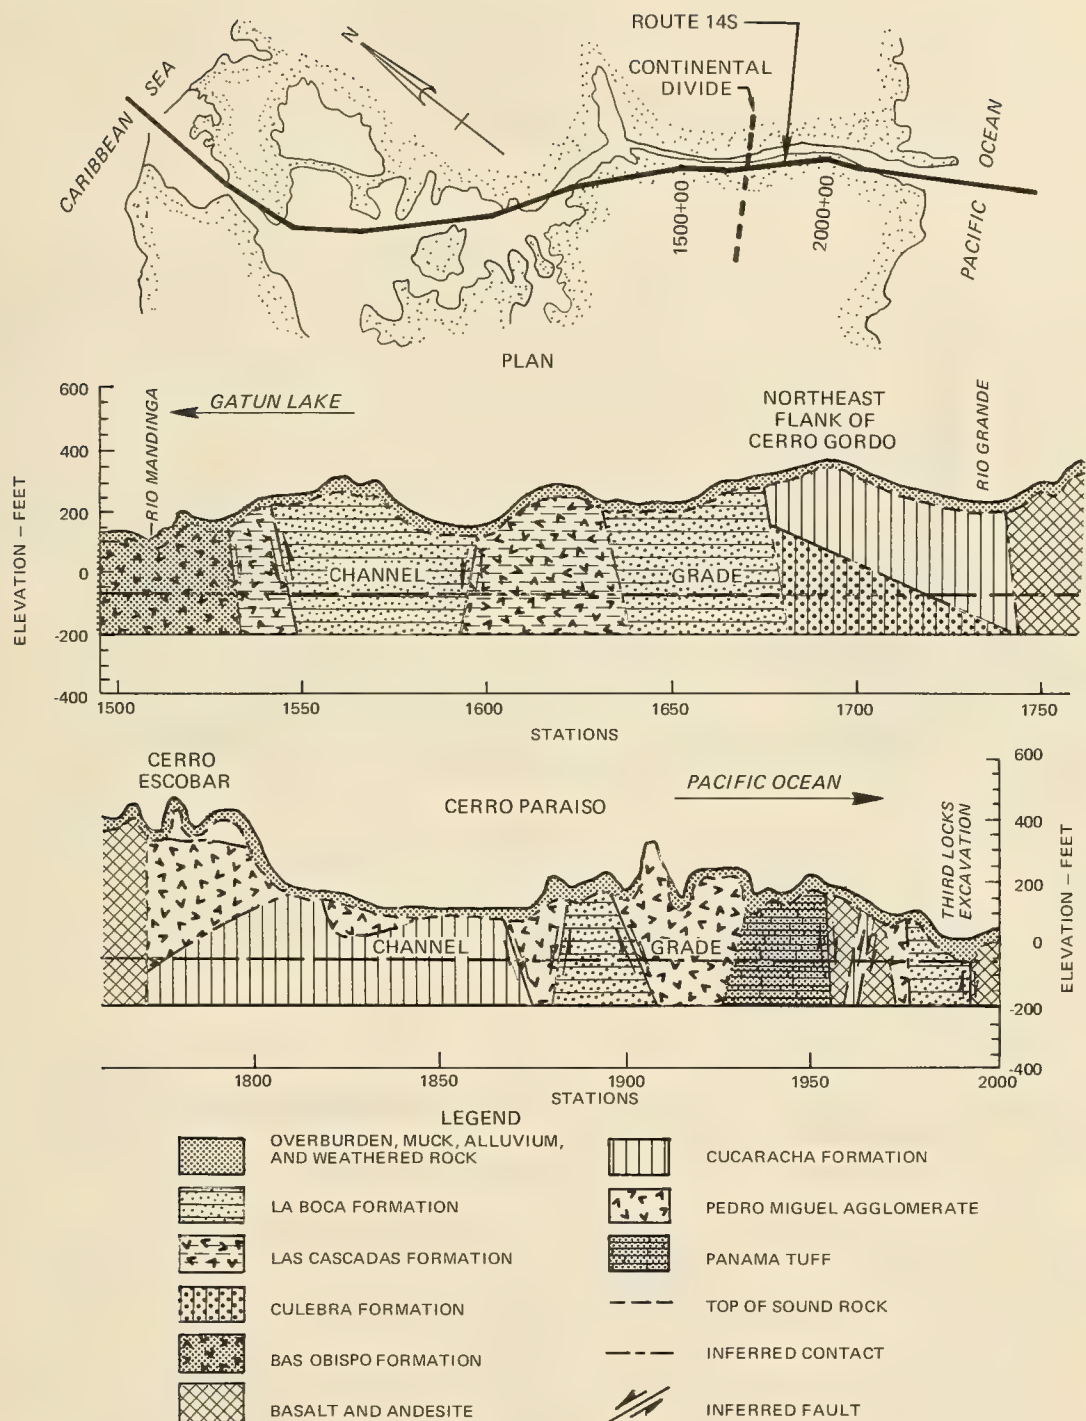 ROUTE 14S
CONTINENTAL
DIVIDE
N
CARIBBEAN SEA
PACIFIC OCEAN
1500+00
2000+00
PLAN
600
400
200
0
-200
-400
ELEVATION – FEET
RIO MANDINGA
GATUN LAKE
NORTHEAST
FLANK OF
CERRO GORDO
RIO GRANDE
CHANNEL
GRADE
1500
1550
1600
1650
1700
1750
STATIONS
CERRO
ESCOBAR
CERRO PARAISO
PACIFIC OCEAN
THIRD LOCKS
EXCAVATION
600
400
200
0
-200
-400
ELEVATION – FEET
CHANNEL
GRADE
1800
1850
1900
1950
2000
STATIONS
LEGEND
OVERBURDEN, MUCK, ALLUVIUM,
AND WEATHERED ROCK
LA BOCA FORMATION
LAS CASCADAS FORMATION
CULEBRA FORMATION
BAS OBISPO FORMATION
BASALT AND ANDESITE
CUCARACHA FORMATION
PEDRO MIGUEL AGGLOMERATE
PANAMA TUFF
TOP OF SOUND ROCK
INFERRED CONTACT
INFERRED FAULT